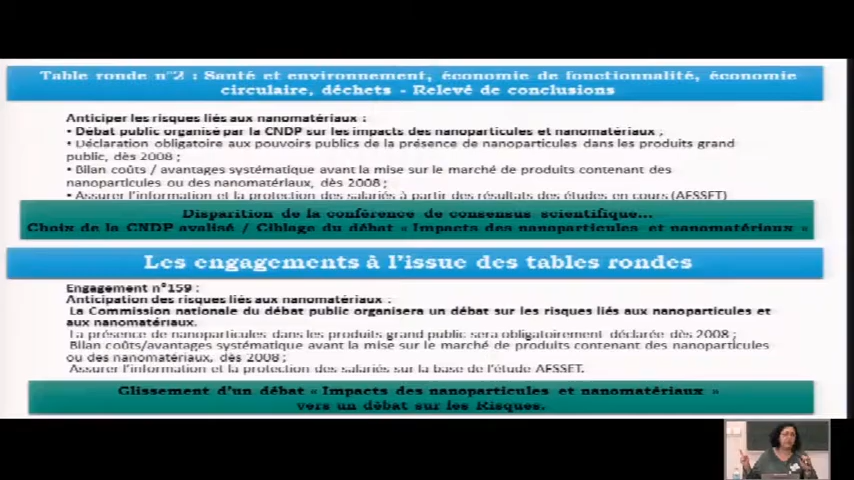 Table ronde n°2 : Santé et environnement, économie de fonctionnalité, économie
circulaire, déchets - Relevé de conclusions
Anticiper les risques liés aux nanomatériaux :
• Débat public organisé par la CNDP sur les impacts des nanoparticules et nanomatériaux ;
• Déclaration obligatoire aux pouvoirs publics de la présence de nanoparticules dans les produits grand
public, dès 2008 ;
• Bilan coûts / avantages systématique avant la mise sur le marché de produits contenant des
nanoparticules ou des nanomatériaux, dès 2008 ;
• Assurer l'information et la protection des salariés à partir des résultats des études en cours (AFSSET)
Disparition de la conférence de consensus scientifique...
Choix de la CNDP avalisé / Ciblage du débat « Impacts des nanoparticules et nanomatériaux »
Les engagements à l'issue des tables rondes
Engagement n°159 :
Anticipation des risques liés aux nanomatériaux :
La Commission nationale du débat public organisera un débat sur les risques liés aux nanoparticules et
aux nanomatériaux.
La présence de nanoparticules dans les produits grand public sera obligatoirement déclarée dès 2008 ;
Bilan coûts/avantages systématique avant la mise sur le marché de produits contenant des nanoparticules
ou des nanomatériaux, dès 2008 ;
Assurer l'information et la protection des salariés sur la base de l'étude AFSSET.
Glissement d'un débat « Impacts des nanoparticules et nanomatériaux »
vers un débat sur les Risques.